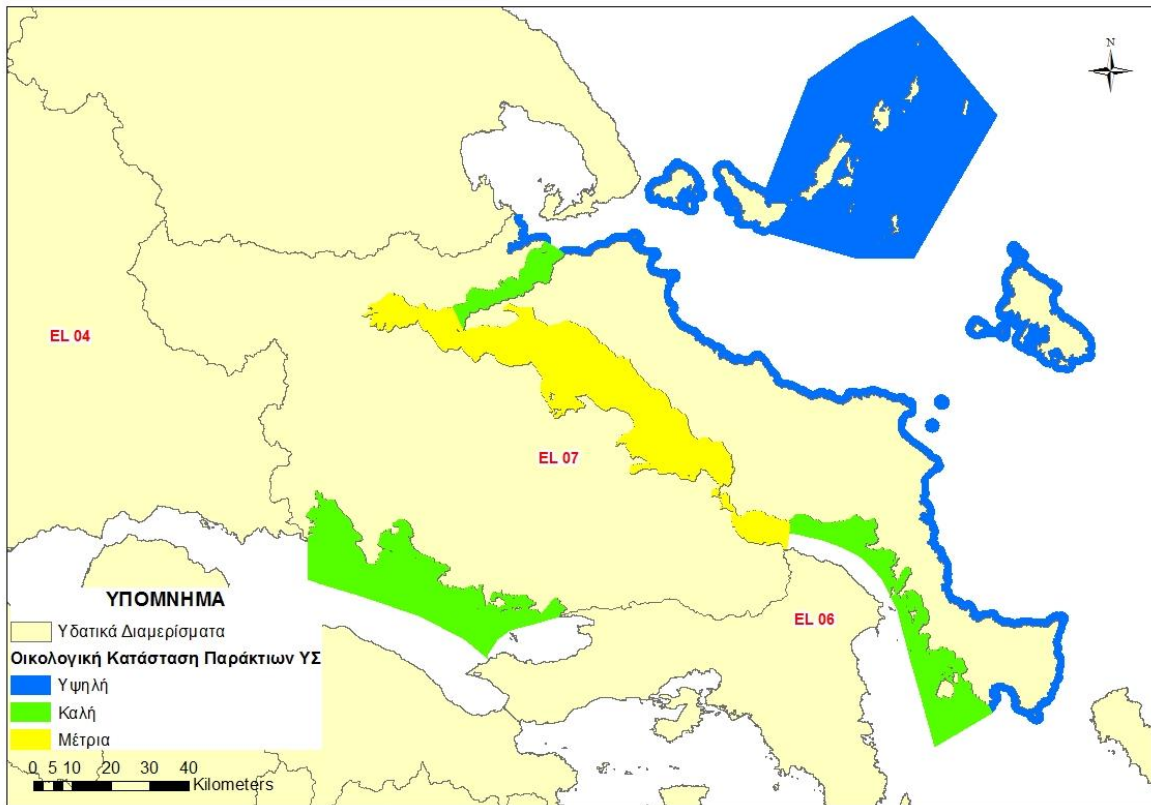 N
EL 04
EL 07
EL 06
ΥΠΟΜΝΗΜΑ
Υδατικά Διαμερίσματα
Οικολογική Κατάσταση Παράκτιων ΥΣ
Υψηλή
Καλή
Μέτρια
0 5 10 20 30 40
Kilometers